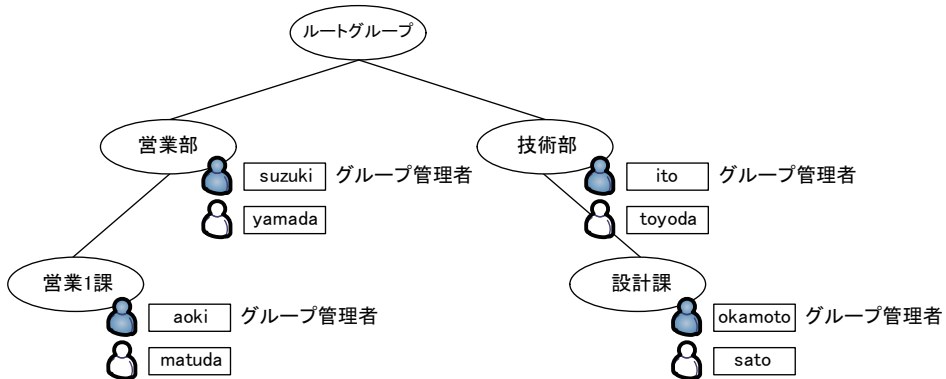 ルートグループ
営業部
技術部
suzuki グループ管理者
ito グループ管理者
yamada
toyoda
営業1課
設計課
aoki グループ管理者
okamoto グループ管理者
matuda
sato